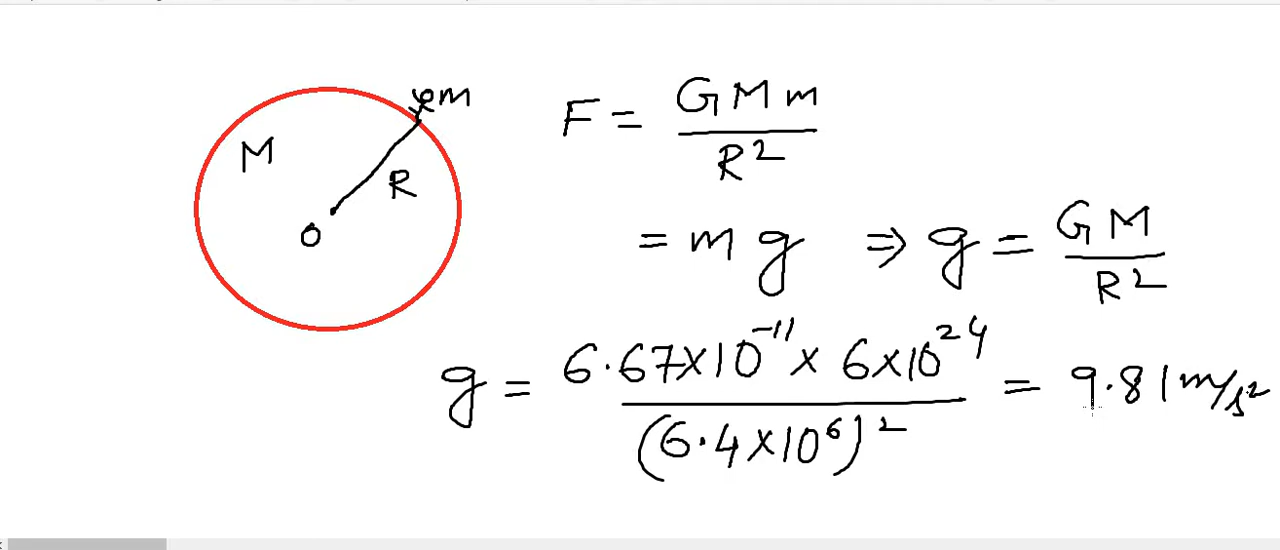 m
M
R
O
F = GMm / R²
= mg ⇒ g = GM / R²
g = 6.67×10⁻¹¹ × 6×10²⁴ / (6.4×10⁶)² = 9.81 m/s²